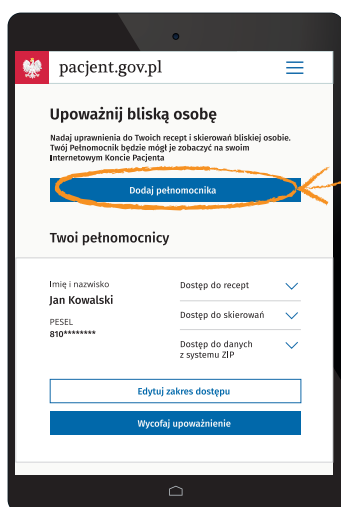 pacjent.gov.pl
Upoważnij bliską osobę
Nadaj uprawnienia do Twoich recept i skierowań bliskiej osobie.
Twój Pełnomocnik będzie mógł je zobaczyć na swoim
Internetowym Koncie Pacjenta
Dodaj pełnomocnika
Twoi pełnomocnicy
Imię i nazwisko
Jan Kowalski
PESEL
810********
Dostęp do recept
Dostęp do skierowań
Dostęp do danych
z systemu ZIP
Edytuj zakres dostępu
Wycofaj upoważnienie